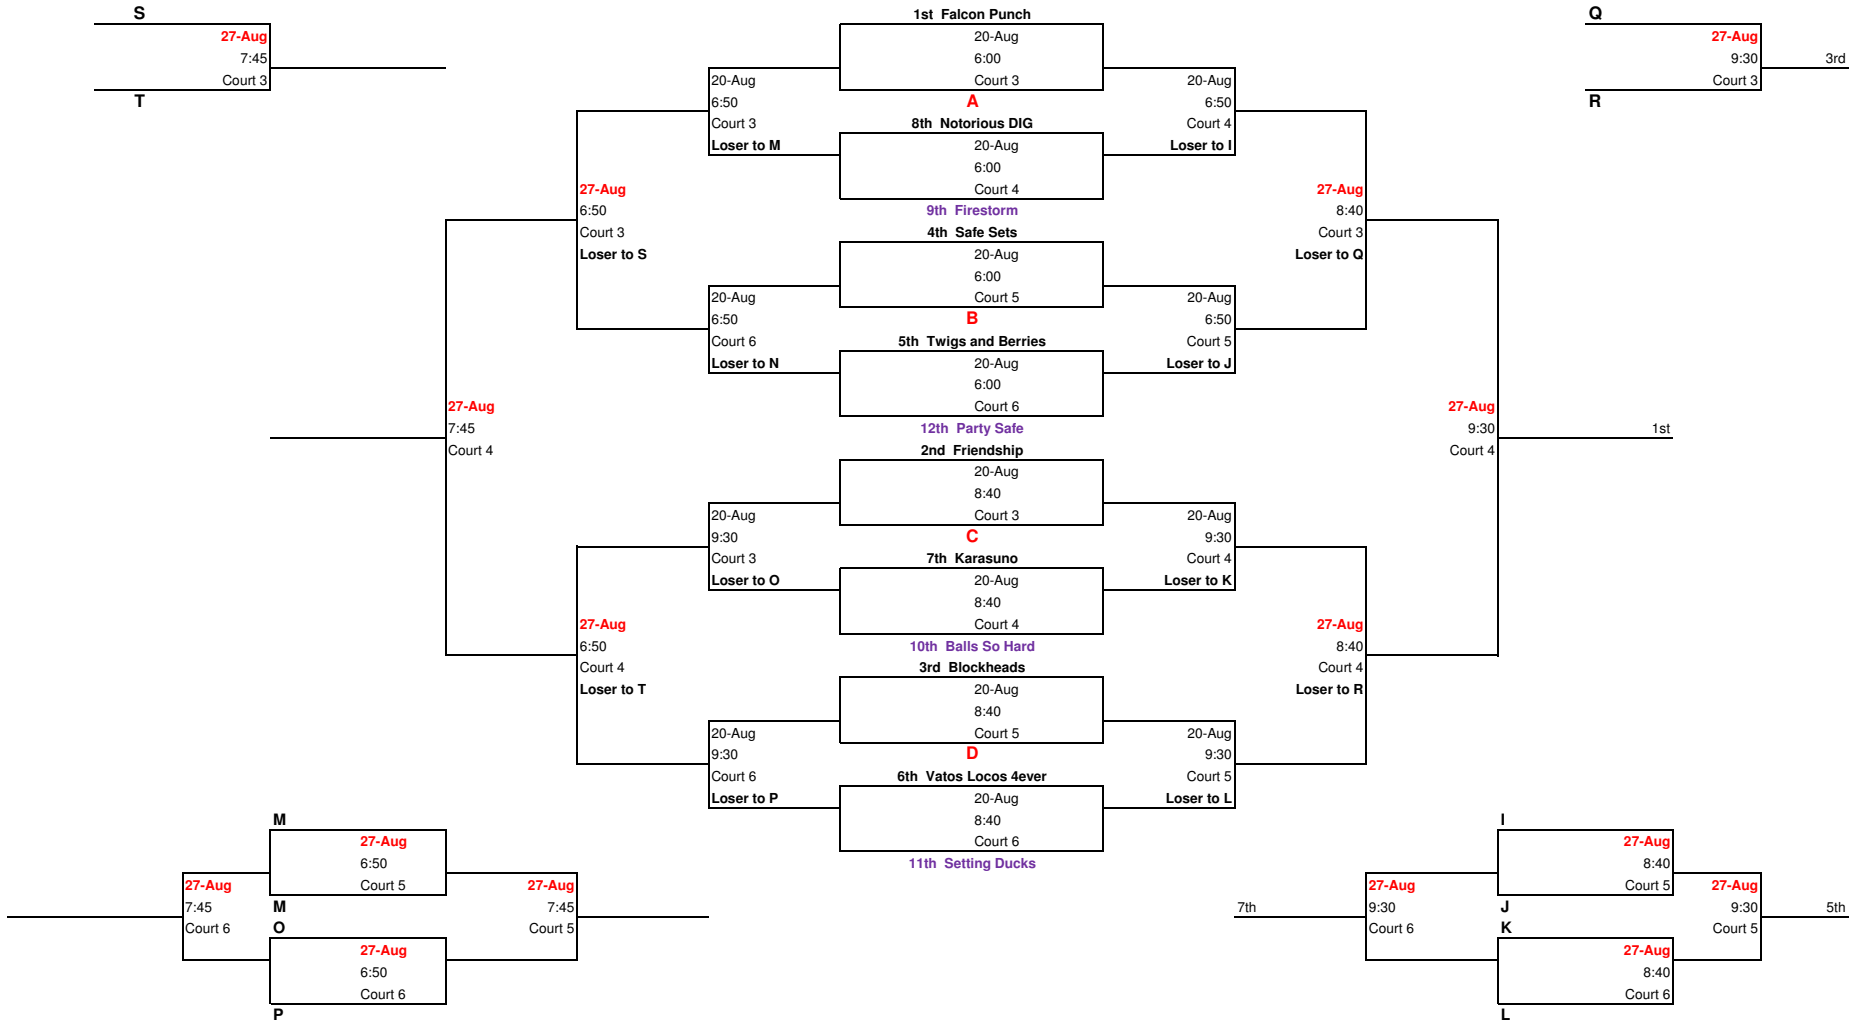 S
27-Aug
7:45
Court 3
T
1st  Falcon Punch
20-Aug
6:00
Court 3
A
8th  Notorious DIG
20-Aug
6:00
Court 4
9th  Firestorm
4th  Safe Sets
20-Aug
6:00
Court 5
B
5th  Twigs and Berries
20-Aug
6:00
Court 6
12th  Party Safe
2nd  Friendship
20-Aug
8:40
Court 3
C
7th  Karasuno
20-Aug
8:40
Court 4
10th  Balls So Hard
3rd  Blockheads
20-Aug
8:40
Court 5
D
6th  Vatos Locos 4ever
20-Aug
8:40
Court 6
11th  Setting Ducks
20-Aug
6:50
Court 3
Loser to M
20-Aug
6:50
Court 6
Loser to N
20-Aug
9:30
Court 3
Loser to O
20-Aug
9:30
Court 6
Loser to P
27-Aug
6:50
Court 3
Loser to S
27-Aug
6:50
Court 4
Loser to T
27-Aug
7:45
Court 4
20-Aug
6:50
Court 4
Loser to I
20-Aug
6:50
Court 5
Loser to J
20-Aug
9:30
Court 4
Loser to K
20-Aug
9:30
Court 5
Loser to L
27-Aug
8:40
Court 3
Loser to Q
27-Aug
8:40
Court 4
Loser to R
27-Aug
9:30
Court 4
1st
Q
27-Aug
9:30
Court 3
3rd
R
M
27-Aug
6:50
Court 5
M
O
27-Aug
6:50
Court 6
P
27-Aug
7:45
Court 6
27-Aug
7:45
Court 5
I
27-Aug
8:40
Court 5
J
K
27-Aug
8:40
Court 6
L
7th
27-Aug
9:30
Court 6
27-Aug
9:30
Court 5
5th